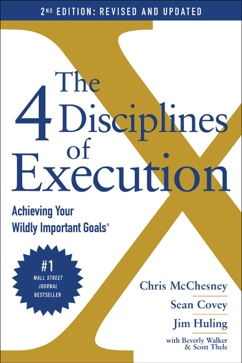 2ND EDITION: REVISED AND UPDATED
The
4 Disciplines
of
Execution
Achieving Your
Wildly Important Goals®
#1
WALL STREET
JOURNAL
BESTSELLER
Chris McChesney
Sean Covey
Jim Huling
with Beverly Walker
& Scott Thele